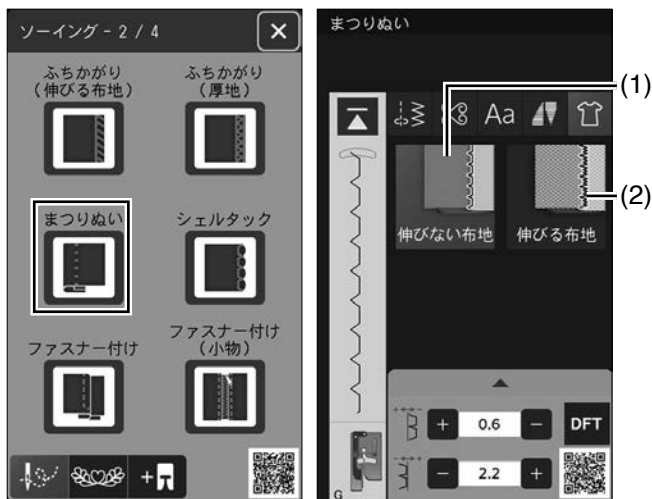 ソーイング - 2 / 4
×
ふちかがり
(伸びる布地)
ふちかがり
(厚地)
まつりぬい
シェルタック
ファスナー付け
ファスナー付け
(小物)
+
まつりぬい
Aa
(1)
(2)
伸びない布地
伸びる布地
+ 0.6 −
DFT
− 2.2 +
G